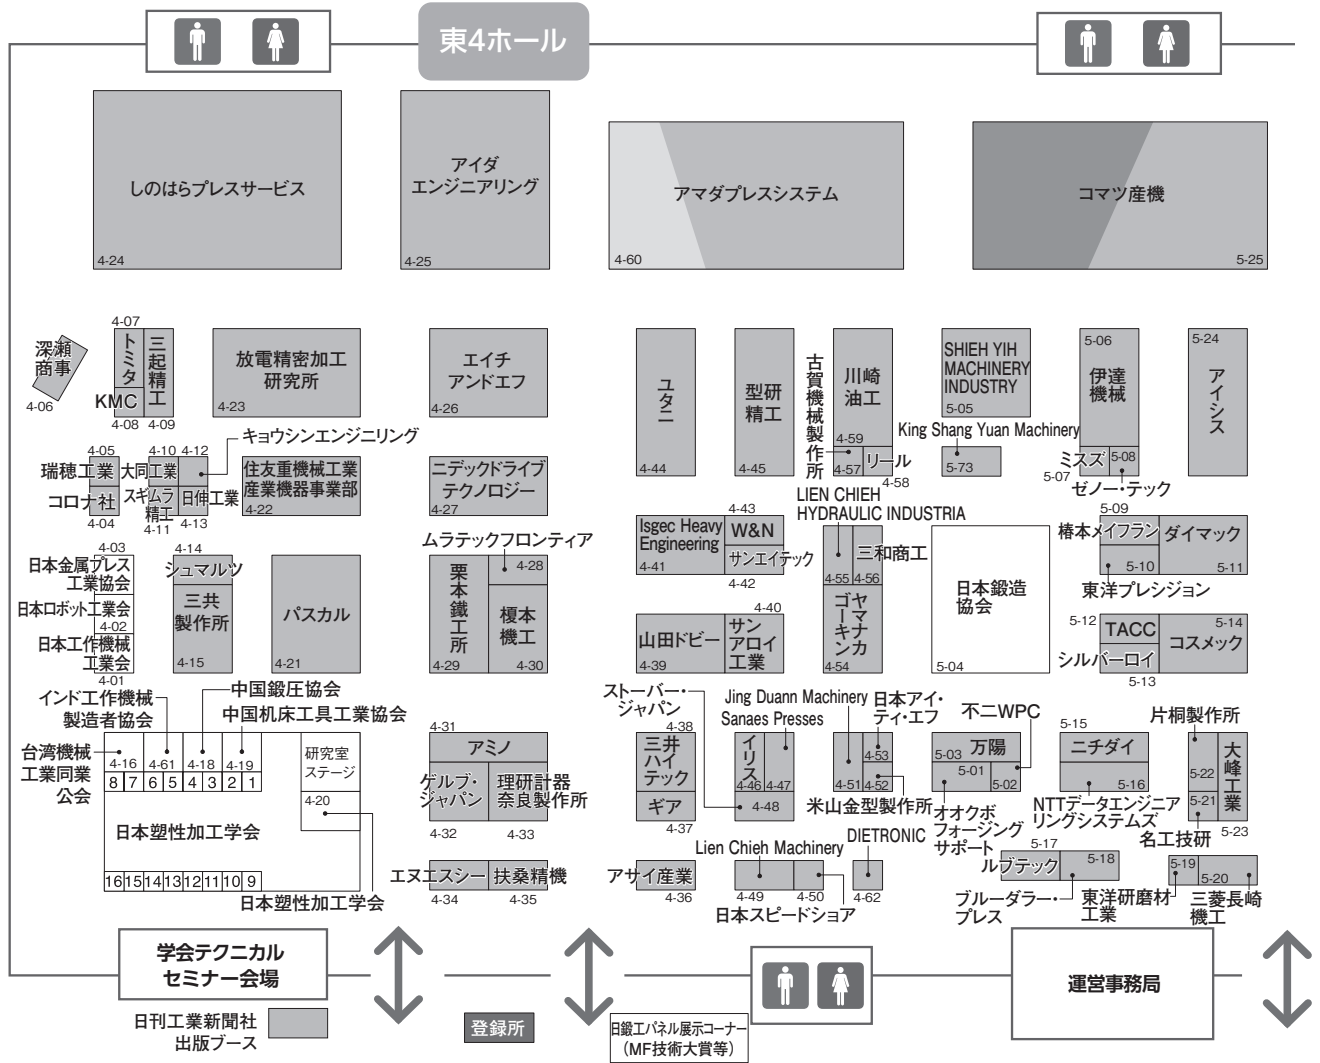 東4ホール
しのはらプレスサービス
4-24
アイダ
エンジニアリング
4-25
アマダプレスシステム
4-60
コマツ産機
5-25
深瀬
商事
4-06
4-07
トミタ
KMC
4-08
三起精工
4-09
放電精密加工
研究所
4-23
エイチ
アンドエフ
4-26
ユタニ
4-44
型研
精工
4-45
古賀機械製作所
4-57
川崎
油工
4-59
リール
4-58
SHIEH YIH
MACHINERY
INDUSTRY
5-05
King Shang Yuan Machinery
5-73
5-06
伊達
機械
ミスズ
5-07
5-08
ゼノー・テック
5-24
アイシス
4-05
瑞穂工業
コロナ社
4-04
4-10
大同工業
4-12
キョウシンエンジニリング
スギムラ
精工
4-11
日伸工業
4-13
住友重機械工業
産業機器事業部
4-22
ニデックドライブ
テクノロジー
4-27
Isgec Heavy
Engineering
4-41
4-43
W&N
サンエイテック
4-42
LIEN CHIEH
HYDRAULIC INDUSTRIA
4-55
三和商工
4-56
ヤマナカ
ゴーキン
4-54
日本鍛造
協会
5-04
5-09
椿本メイフラン
5-10
東洋プレシジョン
ダイマック
5-11
4-03
日本金属プレス
工業協会
日本ロボット工業会
4-02
日本工作機械
工業会
4-01
4-14
シュマルツ
三共
製作所
4-15
パスカル
4-21
ムラテックフロンティア
4-28
栗本鐵工所
4-29
榎本
機工
4-30
山田ドビー
4-39
4-40
サン
アロイ
工業
5-12
TACC
シルバーロイ
5-13
5-14
コスメック
インド工作機械
製造者協会
中国鍛圧協会
中国机床工具工業協会
台湾機械
工業同業
公会
4-16
4-61
4-18
4-19
8 7 6 5 4 3 2 1
研究室
ステージ
4-20
日本塑性加工学会
16 15 14 13 12 11 10 9
日本塑性加工学会
4-31
アミノ
ゲルブ・
ジャパン
4-32
理研計器
奈良製作所
4-33
エヌエスシー
4-34
扶桑精機
4-35
ストーバー・
ジャパン
4-38
三井
ハイ
テック
ギア
4-37
アサイ産業
4-36
Jing Duann Machinery
Sanaes Presses
イリス
4-46
4-47
4-48
4-51
日本アイ・
ティ・エフ
4-53
4-52
米山金型製作所
Lien Chieh Machinery
4-49
4-50
日本スピードショア
DIETRONIC
4-62
不二WPC
5-03
万陽
5-01
5-02
オオクボ
フォージング
サポート
5-15
ニチダイ
5-16
NTTデータエンジニア
リングシステムズ
片桐製作所
5-22
5-21
大峰工業
5-23
名工技研
5-17
ルブテック
5-18
ブルーダラー・
プレス
5-19
5-20
東洋研磨材
工業
三菱長崎
機工
学会テクニカル
セミナー会場
運営事務局
日刊工業新聞社
出版ブース
登録所
日鍛工パネル展示コーナー
（MF技術大賞等）